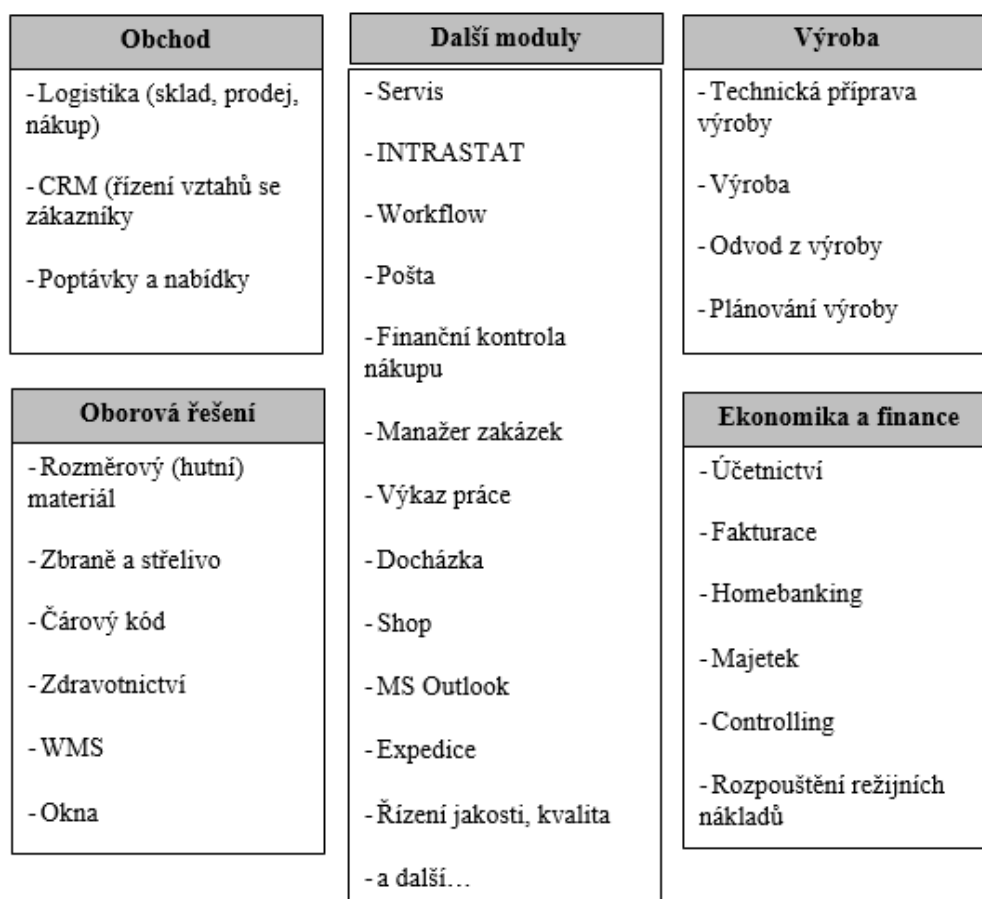 Obchod
-Logistika (sklad, prodej,
nákup)
-CRM (řízení vztahů se
zákazníky
-Poptávky a nabídky
Oborová řešení
-Rozměrový (hutní)
materiál
-Zbraně a střelivo
-Čárový kód
-Zdravotnictví
-WMS
-Okna
Další moduly
-Servis
-INTRASTAT
-Workflow
-Pošta
-Finanční kontrola
nákupu
-Manažer zakázek
-Výkaz práce
-Docházka
-Shop
-MS Outlook
-Expedice
-Řízení jakosti, kvalita
-a další…
Výroba
-Technická příprava
výroby
-Výroba
-Odvod z výroby
-Plánování výroby
Ekonomika a finance
-Účetnictví
-Fakturace
-Homebanking
-Majetek
-Controlling
-Rozpouštění režijních
nákladů